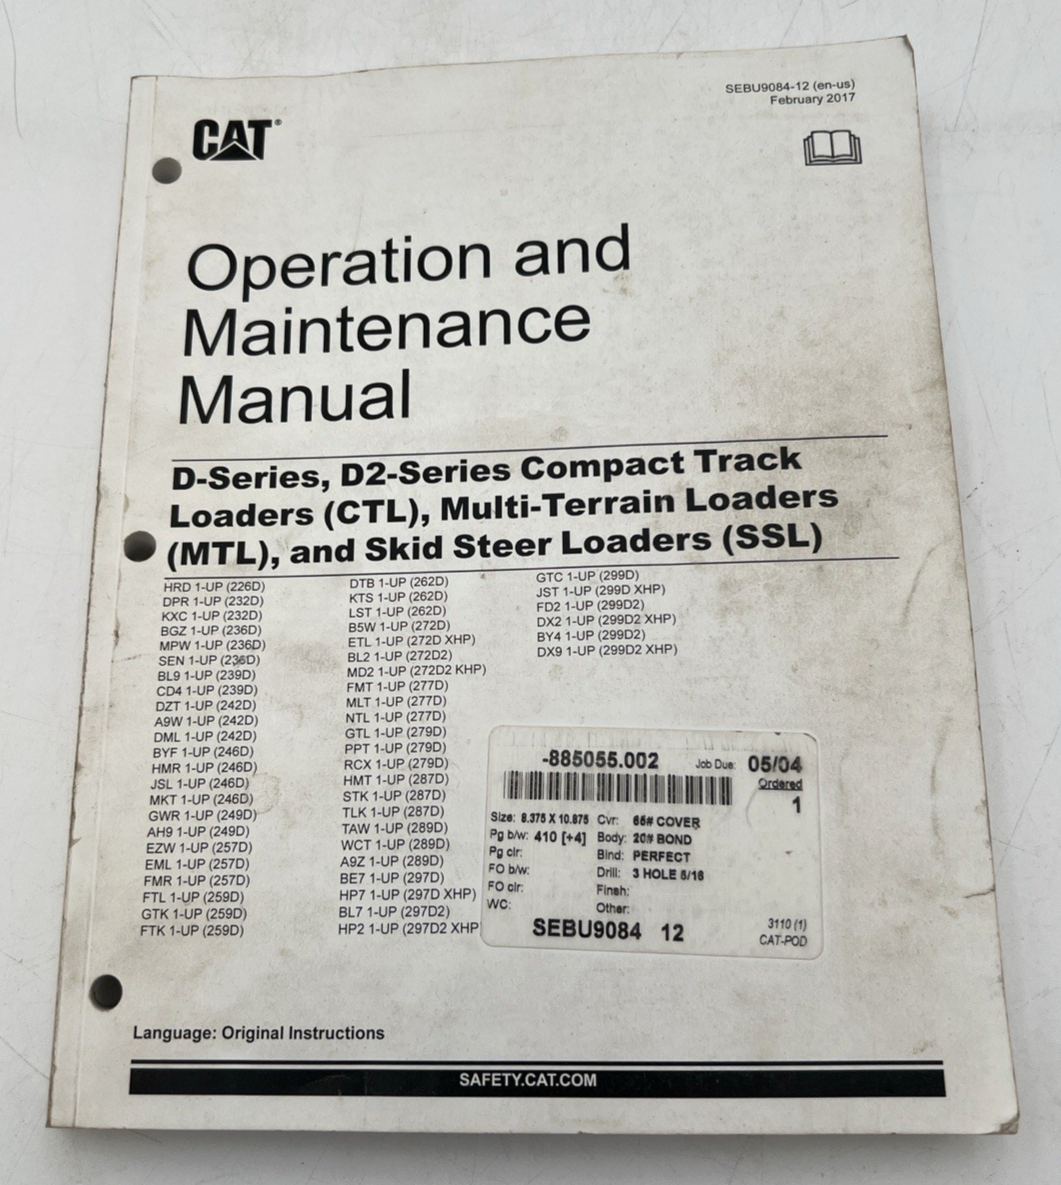 SEBU9084-12 (en-us)
February 2017
CAT®
Operation and
Maintenance
Manual
D-Series, D2-Series Compact Track
Loaders (CTL), Multi-Terrain Loaders
(MTL), and Skid Steer Loaders (SSL)
HRD 1-UP (226D)
DPR 1-UP (232D)
KXC 1-UP (232D)
BGZ 1-UP (236D)
MPW 1-UP (236D)
SEN 1-UP (236D)
BL9 1-UP (239D)
CD4 1-UP (239D)
DZT 1-UP (242D)
A9W 1-UP (242D)
DML 1-UP (242D)
BYF 1-UP (246D)
HMR 1-UP (246D)
JSL 1-UP (246D)
MKT 1-UP (246D)
GWR 1-UP (249D)
AH9 1-UP (249D)
EZW 1-UP (257D)
EML 1-UP (257D)
FMR 1-UP (257D)
FTL 1-UP (259D)
GTK 1-UP (259D)
FTK 1-UP (259D)
DTB 1-UP (262D)
KTS 1-UP (262D)
LST 1-UP (262D)
B5W 1-UP (272D)
ETL 1-UP (272D XHP)
BL2 1-UP (272D2)
MD2 1-UP (272D2 KHP)
FMT 1-UP (277D)
MLT 1-UP (277D)
NTL 1-UP (277D)
GTL 1-UP (279D)
PPT 1-UP (279D)
RCX 1-UP (279D)
HMT 1-UP (287D)
STK 1-UP (287D)
TLK 1-UP (287D)
TAW 1-UP (289D)
WCT 1-UP (289D)
A9Z 1-UP (289D)
BE7 1-UP (297D)
HP7 1-UP (297D XHP)
BL7 1-UP (297D2)
HP2 1-UP (297D2 XHP
GTC 1-UP (299D)
JST 1-UP (299D XHP)
FD2 1-UP (299D2)
DX2 1-UP (299D2 XHP)
BY4 1-UP (299D2)
DX9 1-UP (299D2 XHP)
-885055.002 Job Due: 05/04
Ordered
1
Size: 8.375 X 10.875 Cvr: 65# COVER
Pg b/w: 410 [+4] Body: 20# BOND
Pg clr: Bind: PERFECT
FO b/w: Drill: 3 HOLE 5/16
FO clr: Finsh:
WC: Other:
SEBU9084 12
3110 (1)
CAT-POD
Language: Original Instructions
SAFETY.CAT.COM